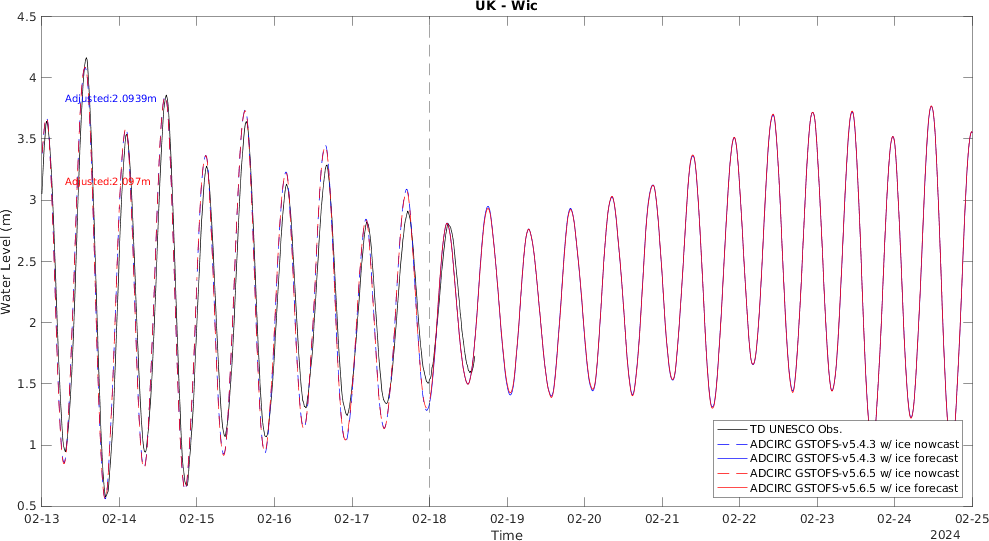 UK - Wic
4.5
4
3.5
3
2.5
2
1.5
1
0.5
Water Level (m)
Adjusted:2.0939m
Adjusted:2.097m
TD UNESCO Obs.
ADCIRC GSTOFS-v5.4.3 w/ ice nowcast
ADCIRC GSTOFS-v5.4.3 w/ ice forecast
ADCIRC GSTOFS-v5.6.5 w/ ice nowcast
ADCIRC GSTOFS-v5.6.5 w/ ice forecast
02-13 02-14 02-15 02-16 02-17 02-18 02-19 02-20 02-21 02-22 02-23 02-24 02-25
Time
2024